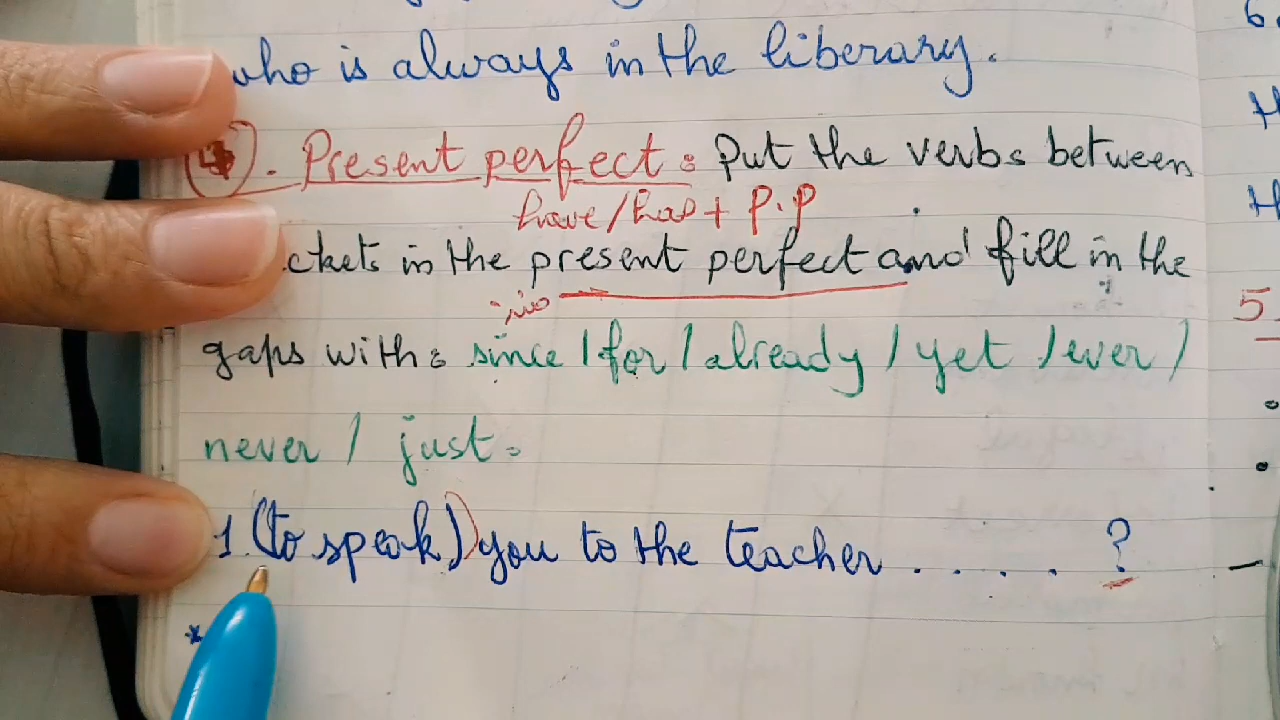 who is always in the liberary.
4. Present perfect: Put the verbs between
have/has + p.p
ckets in the present perfect and fill in the
gaps with: since / for / already / yet / ever /
never / just.
1. (to speak) you to the teacher ..... ?
6.
5.